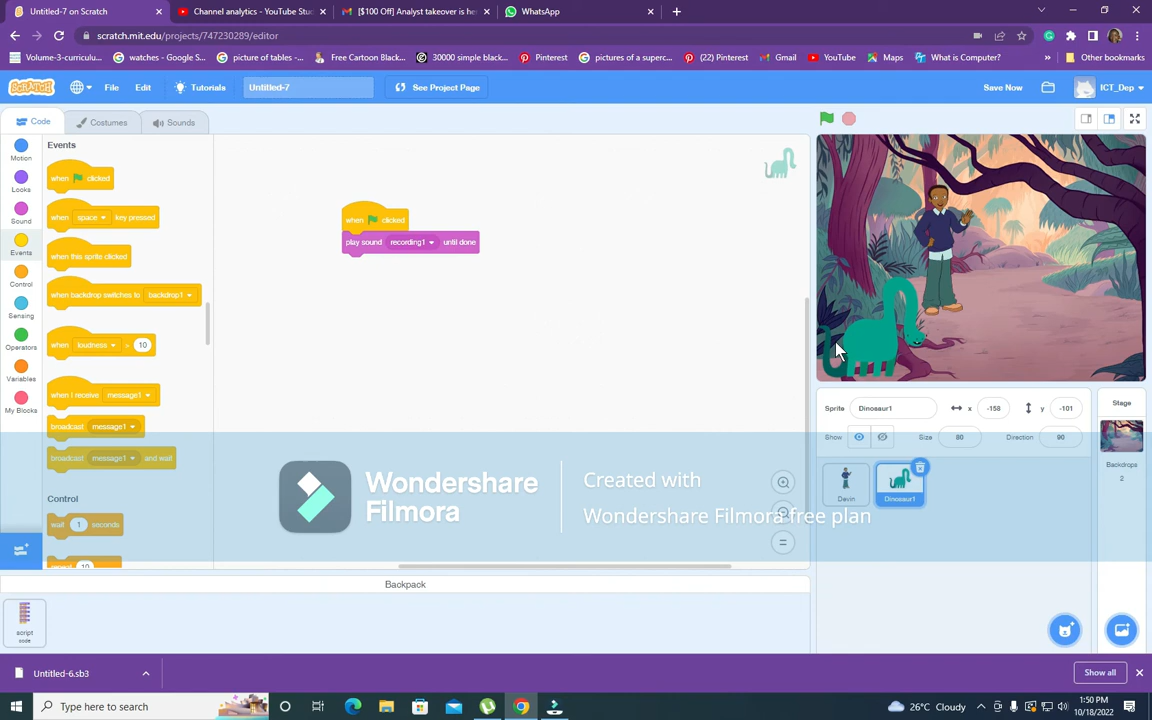 Untitled-7 on Scratch
Channel analytics - YouTube Stud
[$100 Off] Analyst takeover is her
WhatsApp
scratch.mit.edu/projects/747230289/editor
Volume-3-curriculu...
watches - Google S...
picture of tables -...
Free Cartoon Black...
30000 simple black...
Pinterest
pictures of a superc...
(22) Pinterest
Gmail
YouTube
Maps
What is Computer?
»
Other bookmarks
SCRATCH
File
Edit
Tutorials
Untitled-7
See Project Page
Save Now
ICT_Dep
Code
Costumes
Sounds
Motion
Looks
Sound
Events
Control
Sensing
Operators
Variables
My Blocks
Events
when clicked
when space key pressed
when this sprite clicked
when backdrop switches to backdrop1
when loudness > 10
when I receive message1
broadcast message1
broadcast message1 and wait
Control
wait 1 seconds
repeat 10
when clicked
play sound recording1 until done
Wondershare
Filmora
Created with
Wondershare Filmora free plan
Sprite
Dinosaur1
x
-158
y
-101
Show
Size
80
Direction
90
Devin
Dinosaur1
Stage
Backdrops
2
Backpack
script
code
Untitled-6.sb3
Show all
Type here to search
26°C Cloudy
1:50 PM
10/18/2022